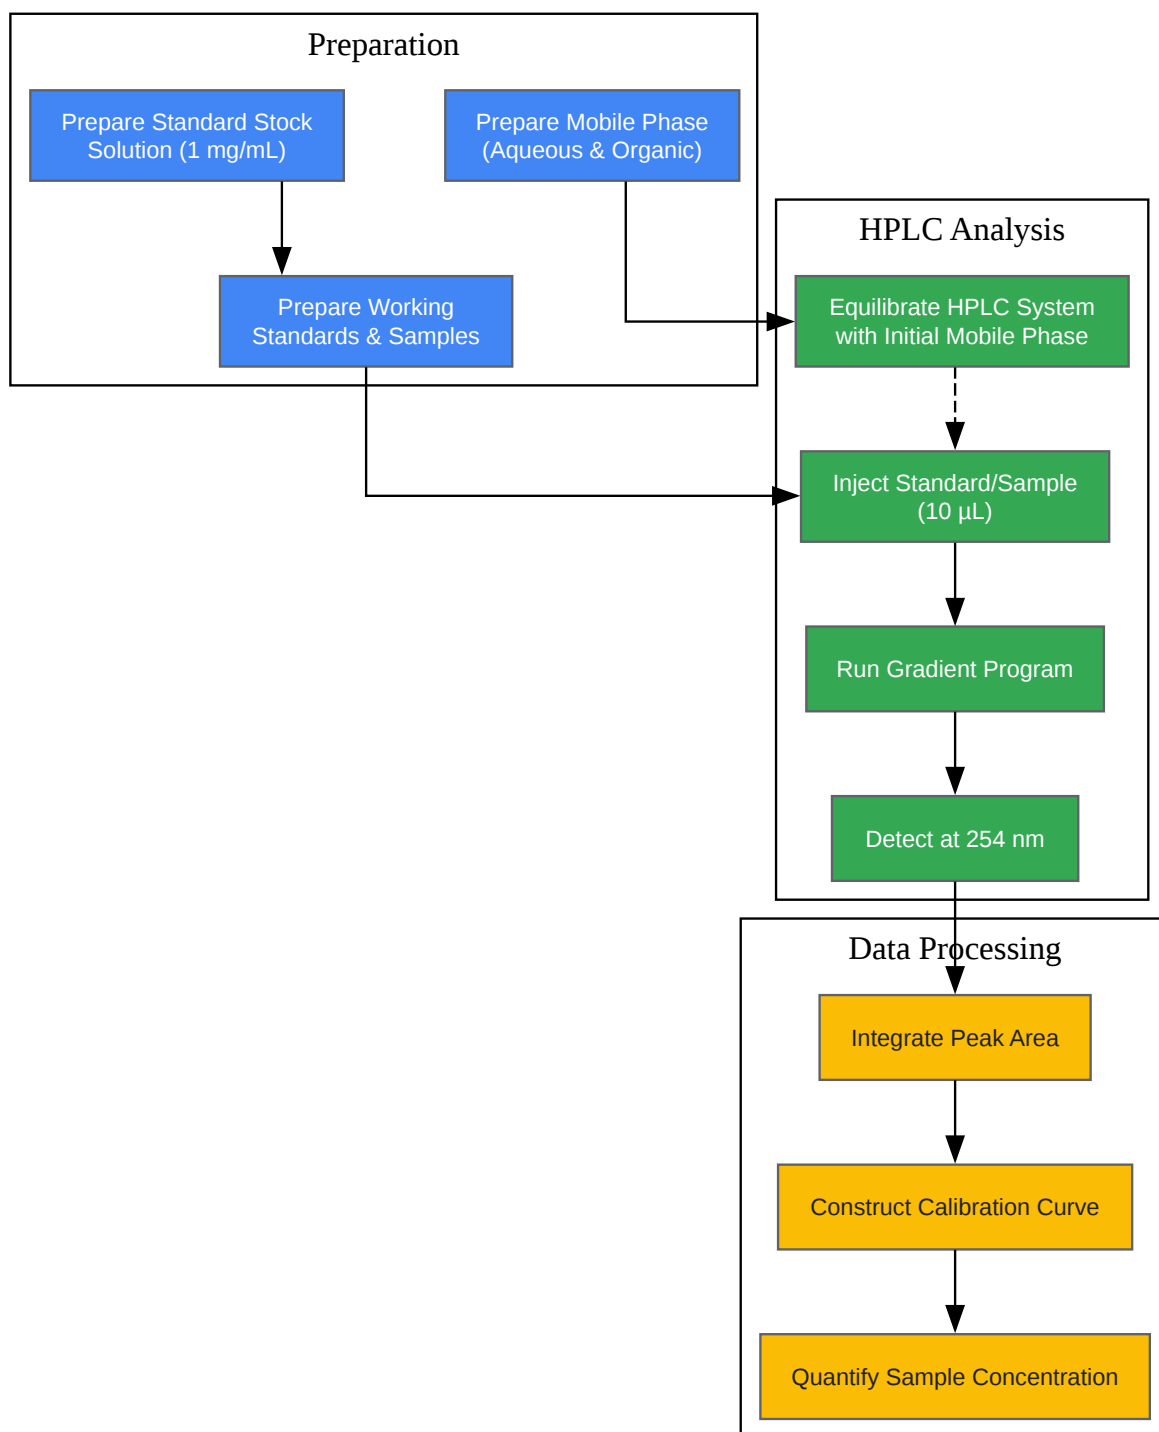 Preparation
Prepare Standard Stock
Solution (1 mg/mL)
Prepare Mobile Phase
(Aqueous & Organic)
Prepare Working
Standards & Samples
HPLC Analysis
Equilibrate HPLC System
with Initial Mobile Phase
Inject Standard/Sample
(10 µL)
Run Gradient Program
Detect at 254 nm
Data Processing
Integrate Peak Area
Construct Calibration Curve
Quantify Sample Concentration